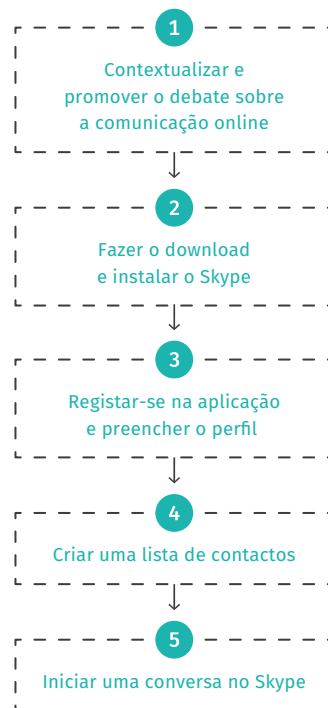 1
Contextualizar e
promover o debate sobre
a comunicação online
2
Fazer o download
e instalar o Skype
3
Registar-se na aplicação
e preencher o perfil
4
Criar uma lista de contactos
5
Iniciar uma conversa no Skype